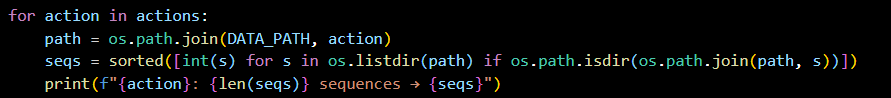 for action in actions:
    path = os.path.join(DATA_PATH, action)
    seqs = sorted([int(s) for s in os.listdir(path) if os.path.isdir(os.path.join(path, s))])
    print(f"{action}: {len(seqs)} sequences → {seqs}")